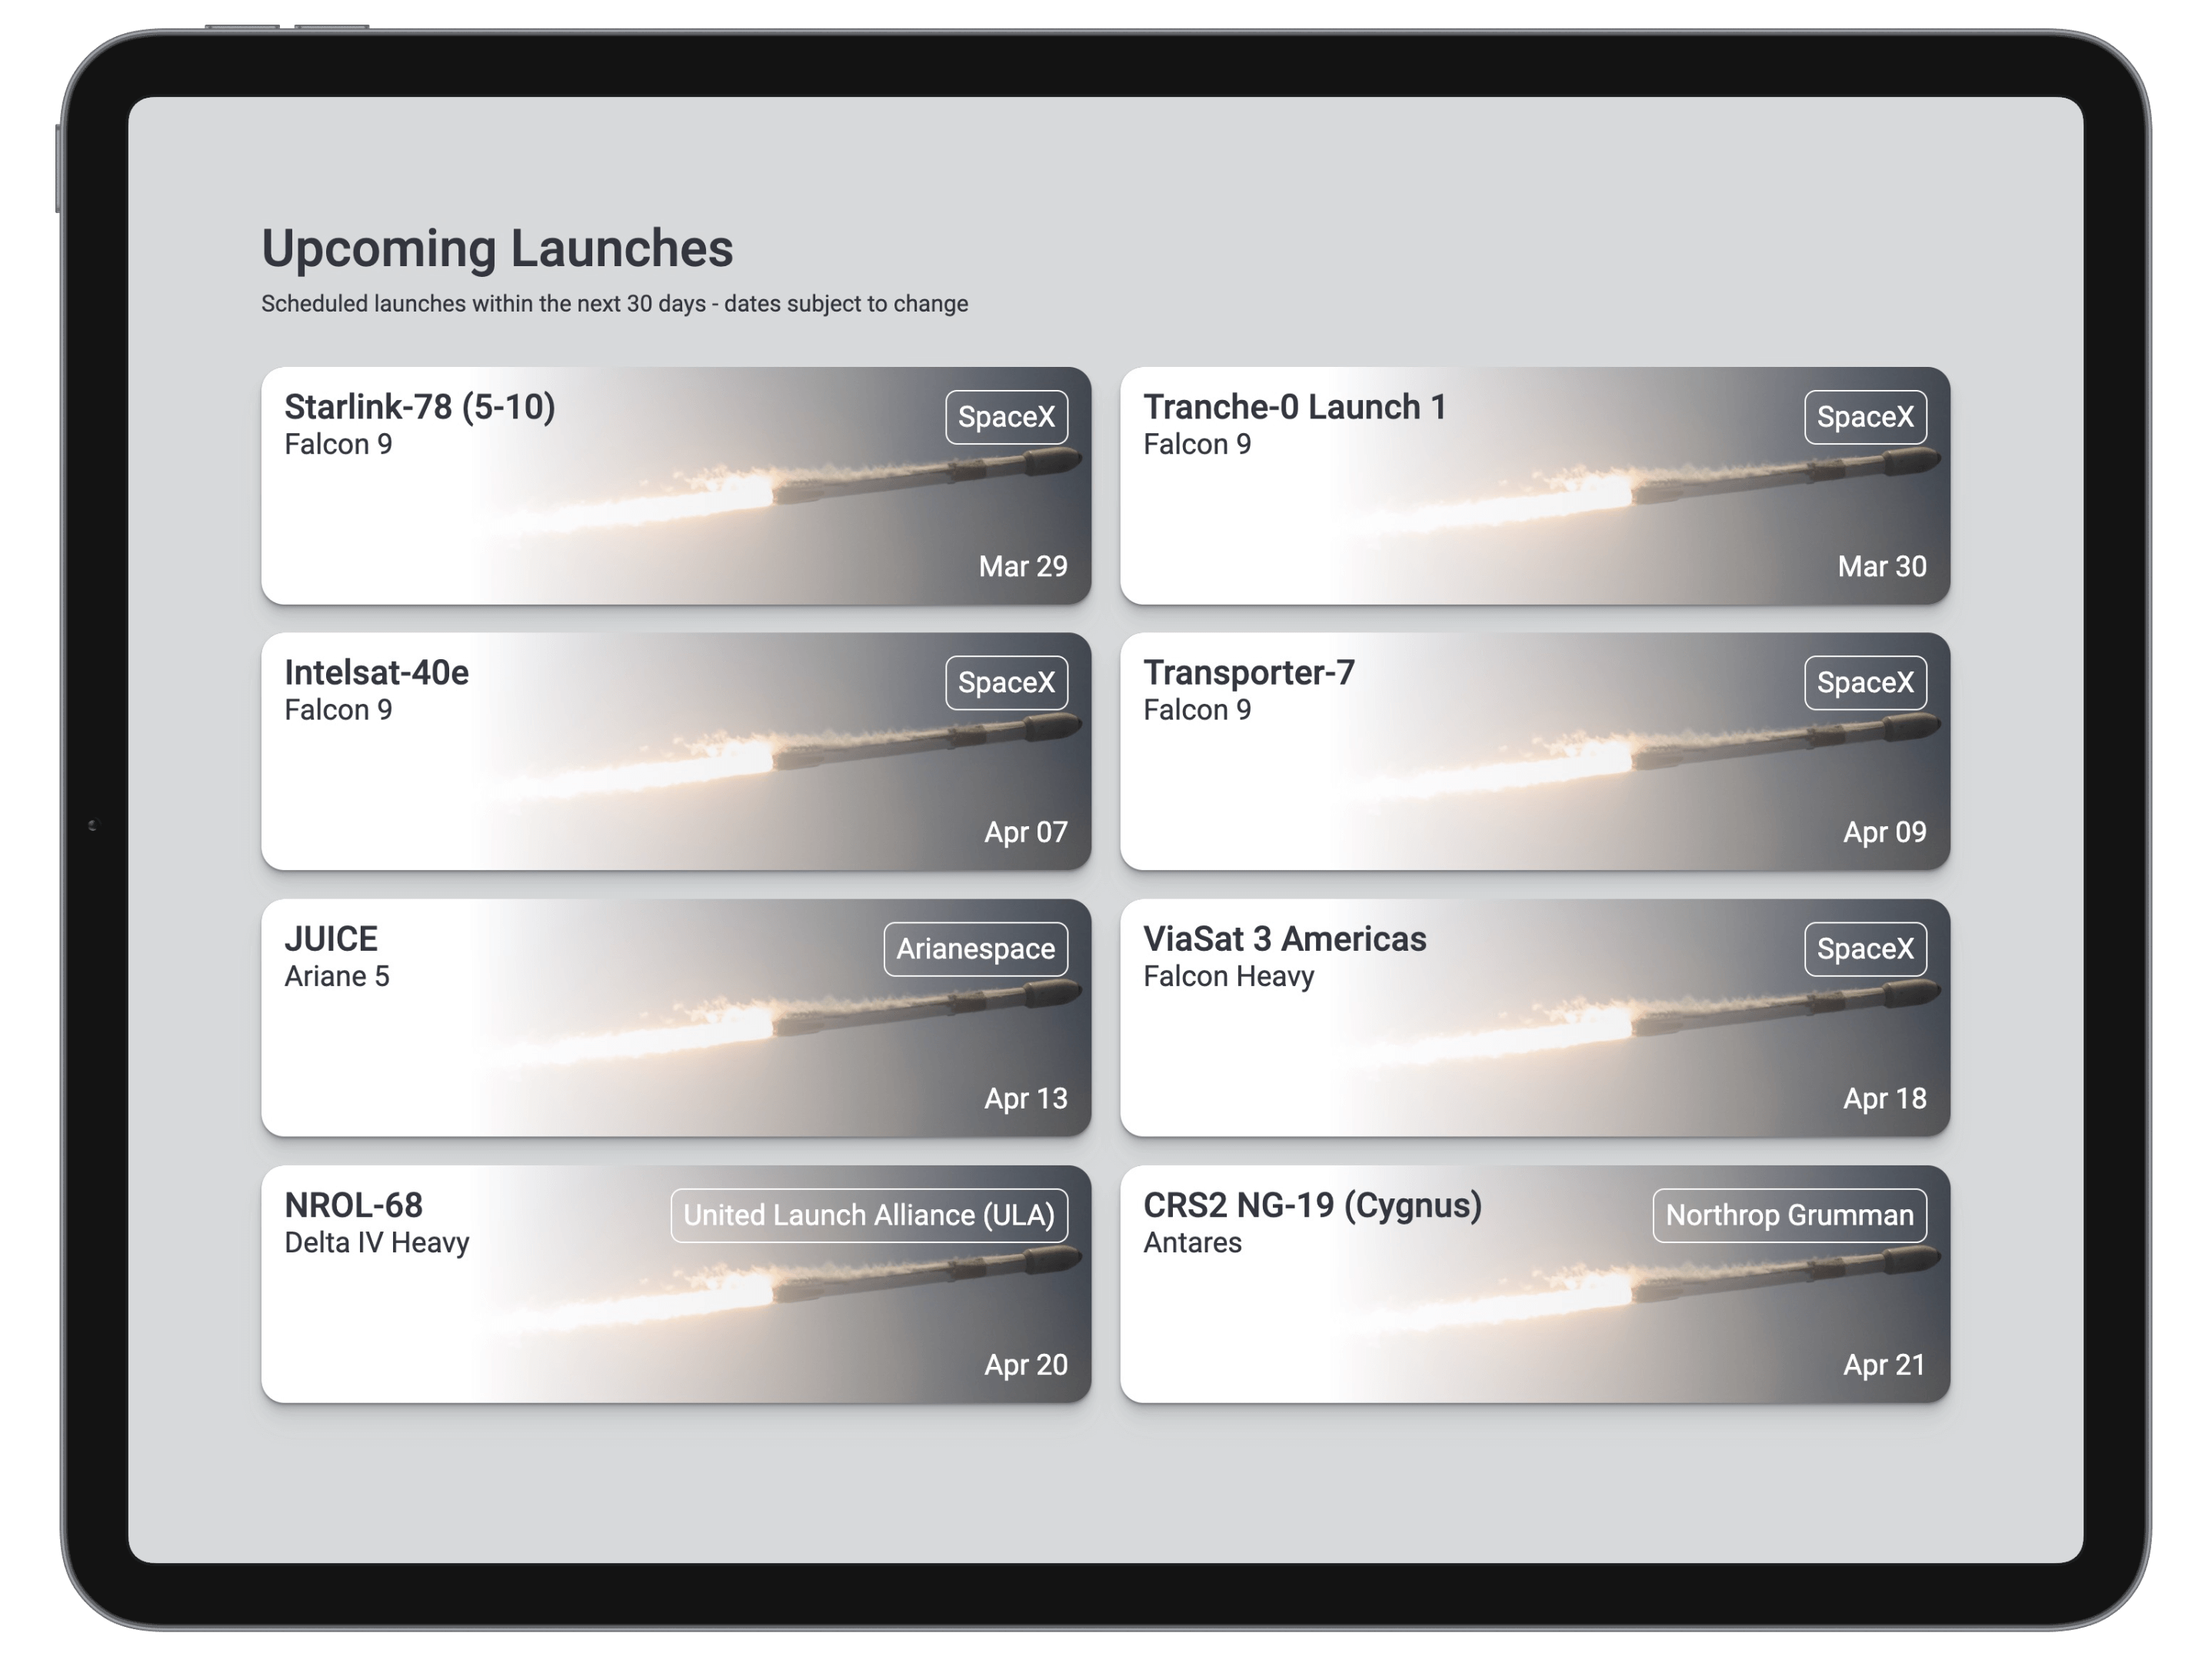 Upcoming Launches
Scheduled launches within the next 30 days - dates subject to change
Starlink-78 (5-10)
Falcon 9
SpaceX
Mar 29
Tranche-0 Launch 1
Falcon 9
SpaceX
Mar 30
Intelsat-40e
Falcon 9
SpaceX
Apr 07
Transporter-7
Falcon 9
SpaceX
Apr 09
JUICE
Ariane 5
Arianespace
Apr 13
ViaSat 3 Americas
Falcon Heavy
SpaceX
Apr 18
NROL-68
Delta IV Heavy
United Launch Alliance (ULA)
Apr 20
CRS2 NG-19 (Cygnus)
Antares
Northrop Grumman
Apr 21